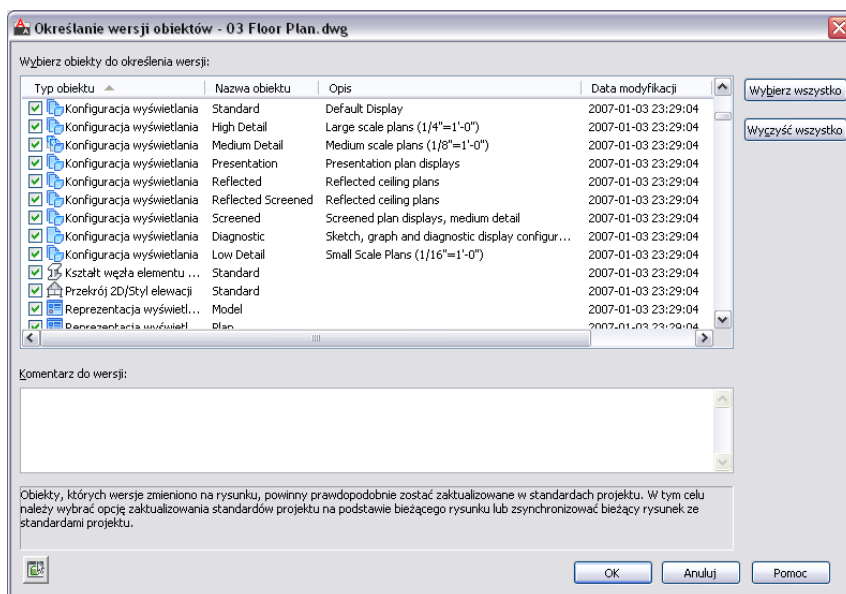 Określanie wersji obiektów - 03 Floor Plan.dwg
Wybierz obiekty do określenia wersji:
Typ obiektu Nazwa obiektu Opis Data modyfikacji
Wybierz wszystko
Konfiguracja wyświetlania Standard Default Display 2007-01-03 23:29:04
Konfiguracja wyświetlania High Detail Large scale plans (1/4"=1'-0") 2007-01-03 23:29:04
Wyczyść wszystko
Konfiguracja wyświetlania Medium Detail Medium scale plans (1/8"=1'-0") 2007-01-03 23:29:04
Konfiguracja wyświetlania Presentation Presentation plan displays 2007-01-03 23:29:04
Konfiguracja wyświetlania Reflected Reflected ceiling plans 2007-01-03 23:29:04
Konfiguracja wyświetlania Reflected Screened Reflected ceiling plans 2007-01-03 23:29:04
Konfiguracja wyświetlania Screened Screened plan displays, medium detail 2007-01-03 23:29:04
Konfiguracja wyświetlania Diagnostic Sketch, graph and diagnostic display configur... 2007-01-03 23:29:04
Konfiguracja wyświetlania Low Detail Small Scale Plans (1/16"=1'-0") 2007-01-03 23:29:04
Kształt węzła elementu ... Standard 2007-01-03 23:29:04
Przekrój 2D/Styl elewacji Standard 2007-01-03 23:29:04
Reprezentacja wyświetl... Model 2007-01-03 23:29:04
Reprezentacja wyświetl... Plan 2007-01-03 23:29:04
Komentarz do wersji:
Obiekty, których wersje zmieniono na rysunku, powinny prawdopodobnie zostać zaktualizowane w standardach projektu. W tym celu
należy wybrać opcję zaktualizowania standardów projektu na podstawie bieżącego rysunku lub zsynchronizować bieżący rysunek ze
standardami projektu.
OK Anuluj Pomoc